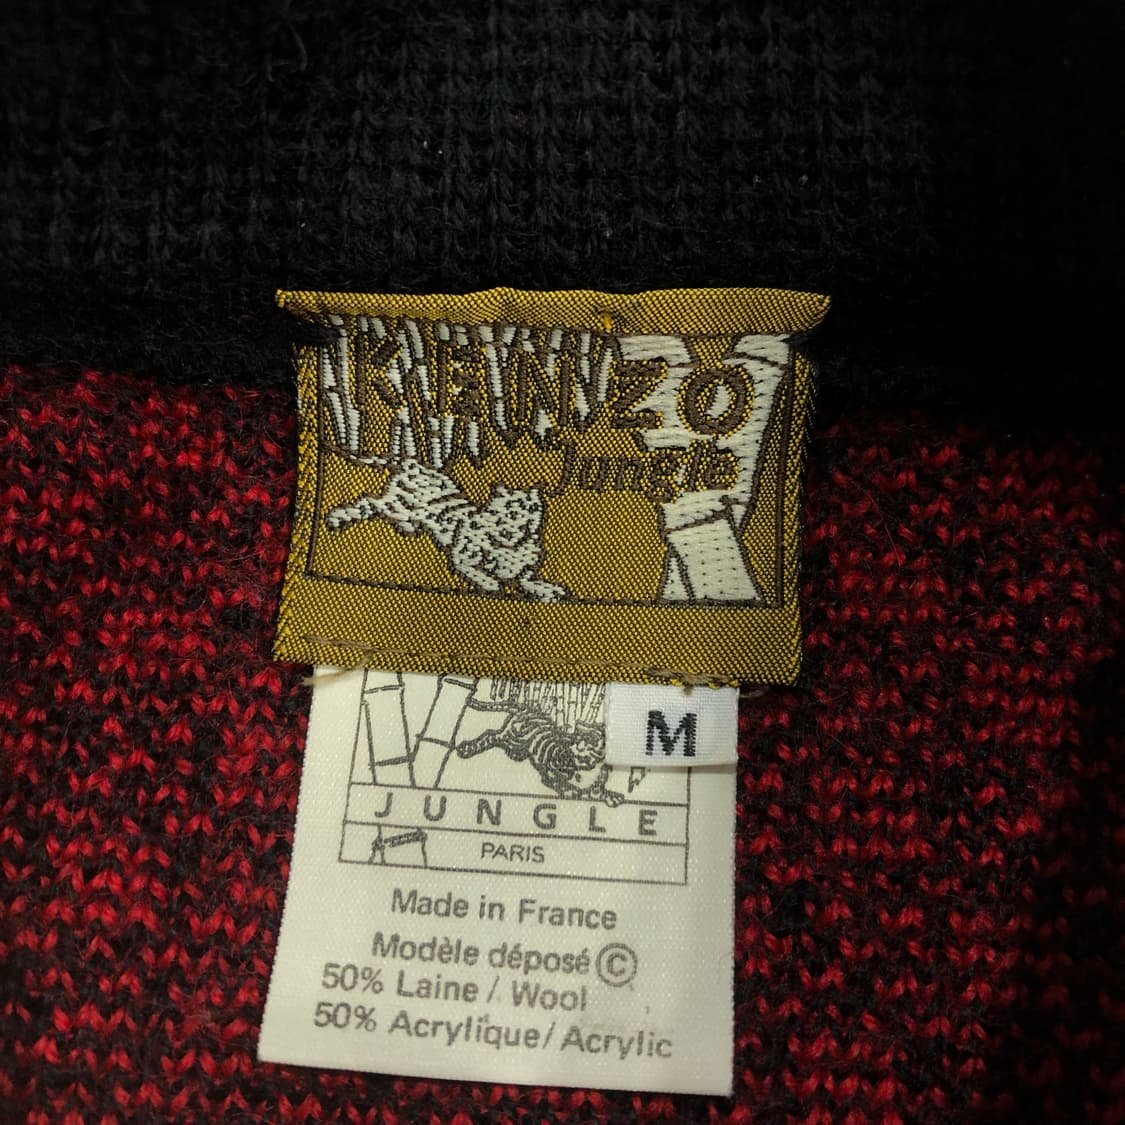 KENZO
Jungle
M
JUNGLE
PARIS
Made in France
Modèle déposé ©
50% Laine / Wool
50% Acrylique / Acrylic